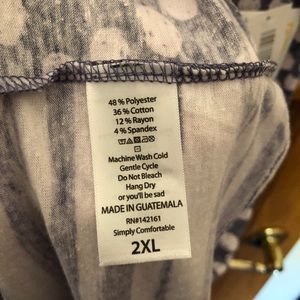 48% Polyester
36% Cotton
12% Rayon
4% Spandex
Machine Wash Cold
Gentle Cycle
Do Not Bleach
Hang Dry
or you'll be sad
MADE IN GUATEMALA
RN#142161
Simply Comfortable
2XL